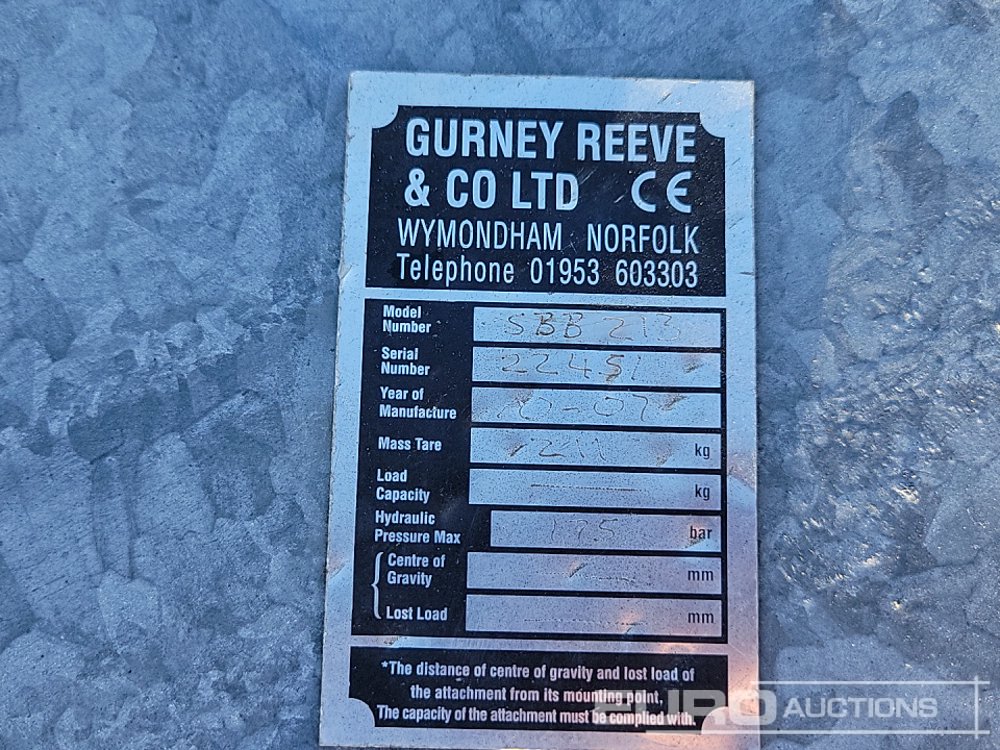 GURNEY REEVE
& CO LTD CE
WYMONDHAM NORFOLK
Telephone 01953 603303
Model
Number SBB 213
Serial
Number 22451
Year of
Manufacture
Mass Tare kg
Load
Capacity kg
Hydraulic
Pressure Max 175 bar
Centre of
Gravity mm
Lost Load mm
*The distance of centre of gravity and lost load of
the attachment from its mounting point.
The capacity of the attachment must be complied with.
EURO AUCTIONS